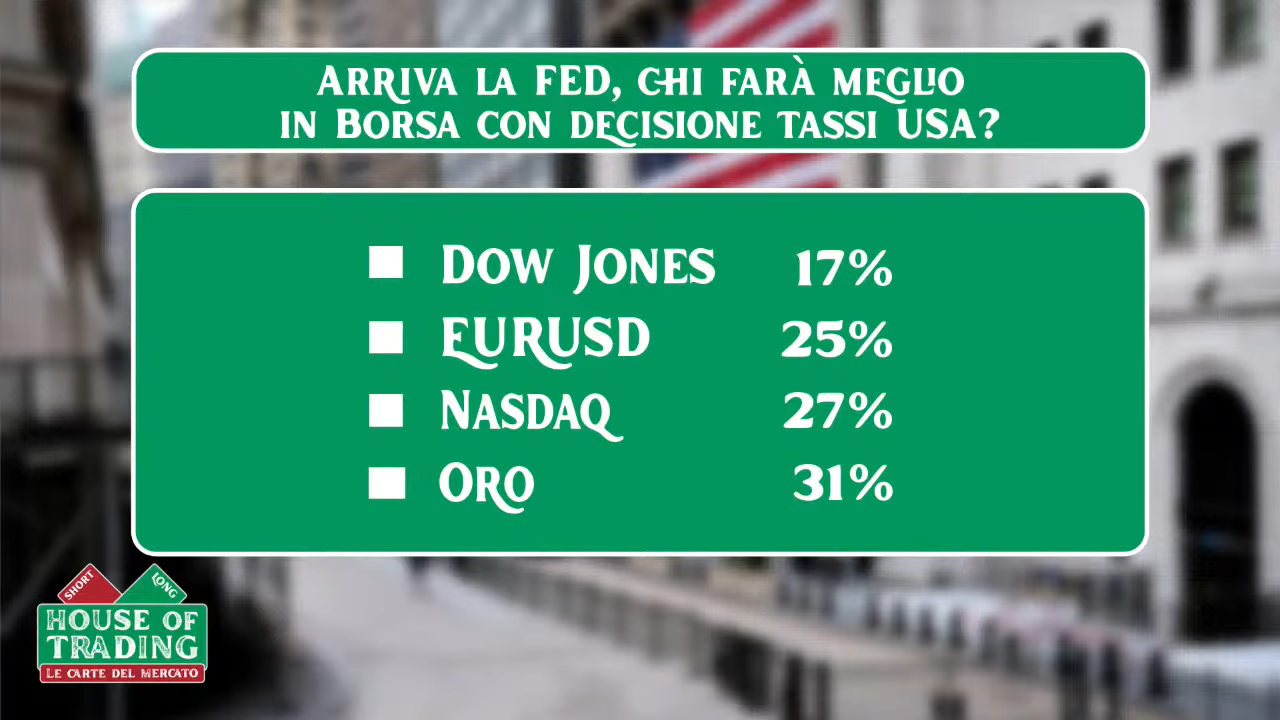 Arriva la FED, chi farà meglio
in Borsa con decisione tassi USA?
Dow Jones 17%
EURUSD 25%
Nasdaq 27%
Oro 31%
SHORT
LONG
HOUSE OF
TRADING
Le carte del mercato